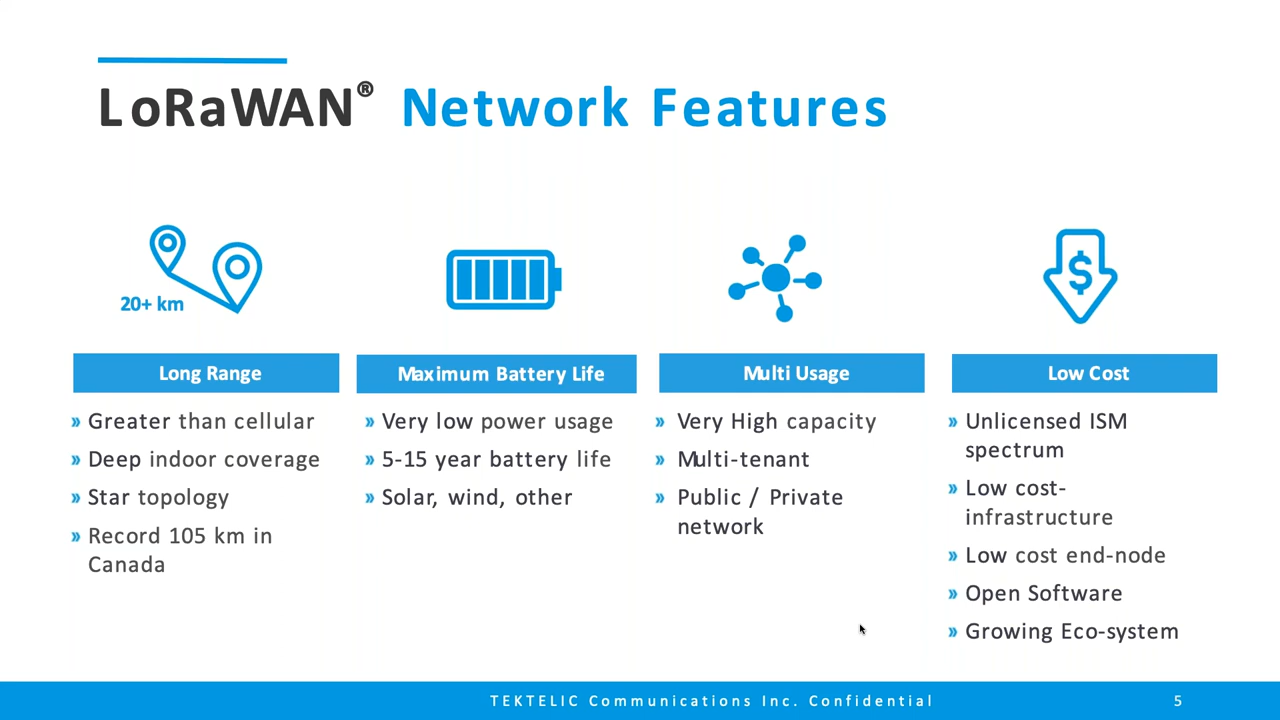 LoRaWAN® Network Features
20+ km
Long Range
» Greater than cellular
» Deep indoor coverage
» Star topology
» Record 105 km in
Canada
Maximum Battery Life
» Very low power usage
» 5-15 year battery life
» Solar, wind, other
Multi Usage
» Very High capacity
» Multi-tenant
» Public / Private
network
$
Low Cost
» Unlicensed ISM
spectrum
» Low cost-
infrastructure
» Low cost end-node
» Open Software
» Growing Eco-system
TEKTELIC Communications Inc. Confidential
5